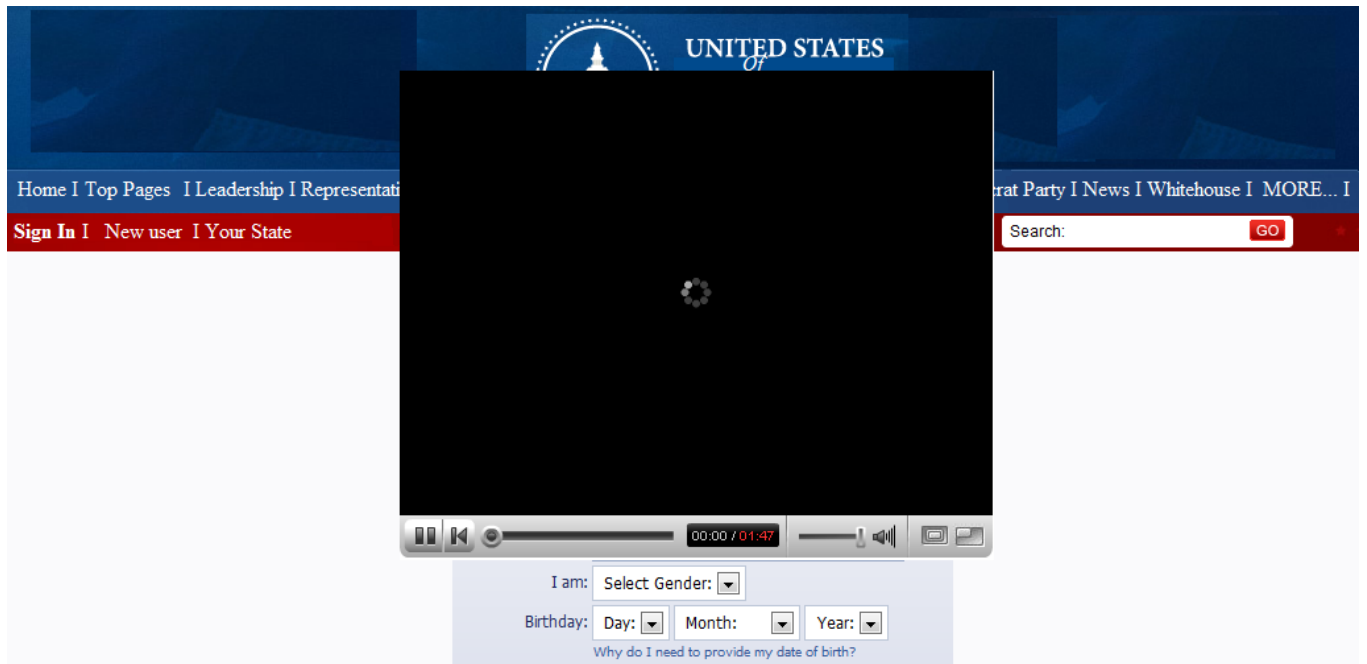 UNITED STATES
Of
Home I Top Pages I Leadership I Representati
rat Party I News I Whitehouse I MORE... I
Sign In I New user I Your State
Search:
GO
00:00 / 01:47
I am: Select Gender:
Birthday: Day: Month: Year:
Why do I need to provide my date of birth?